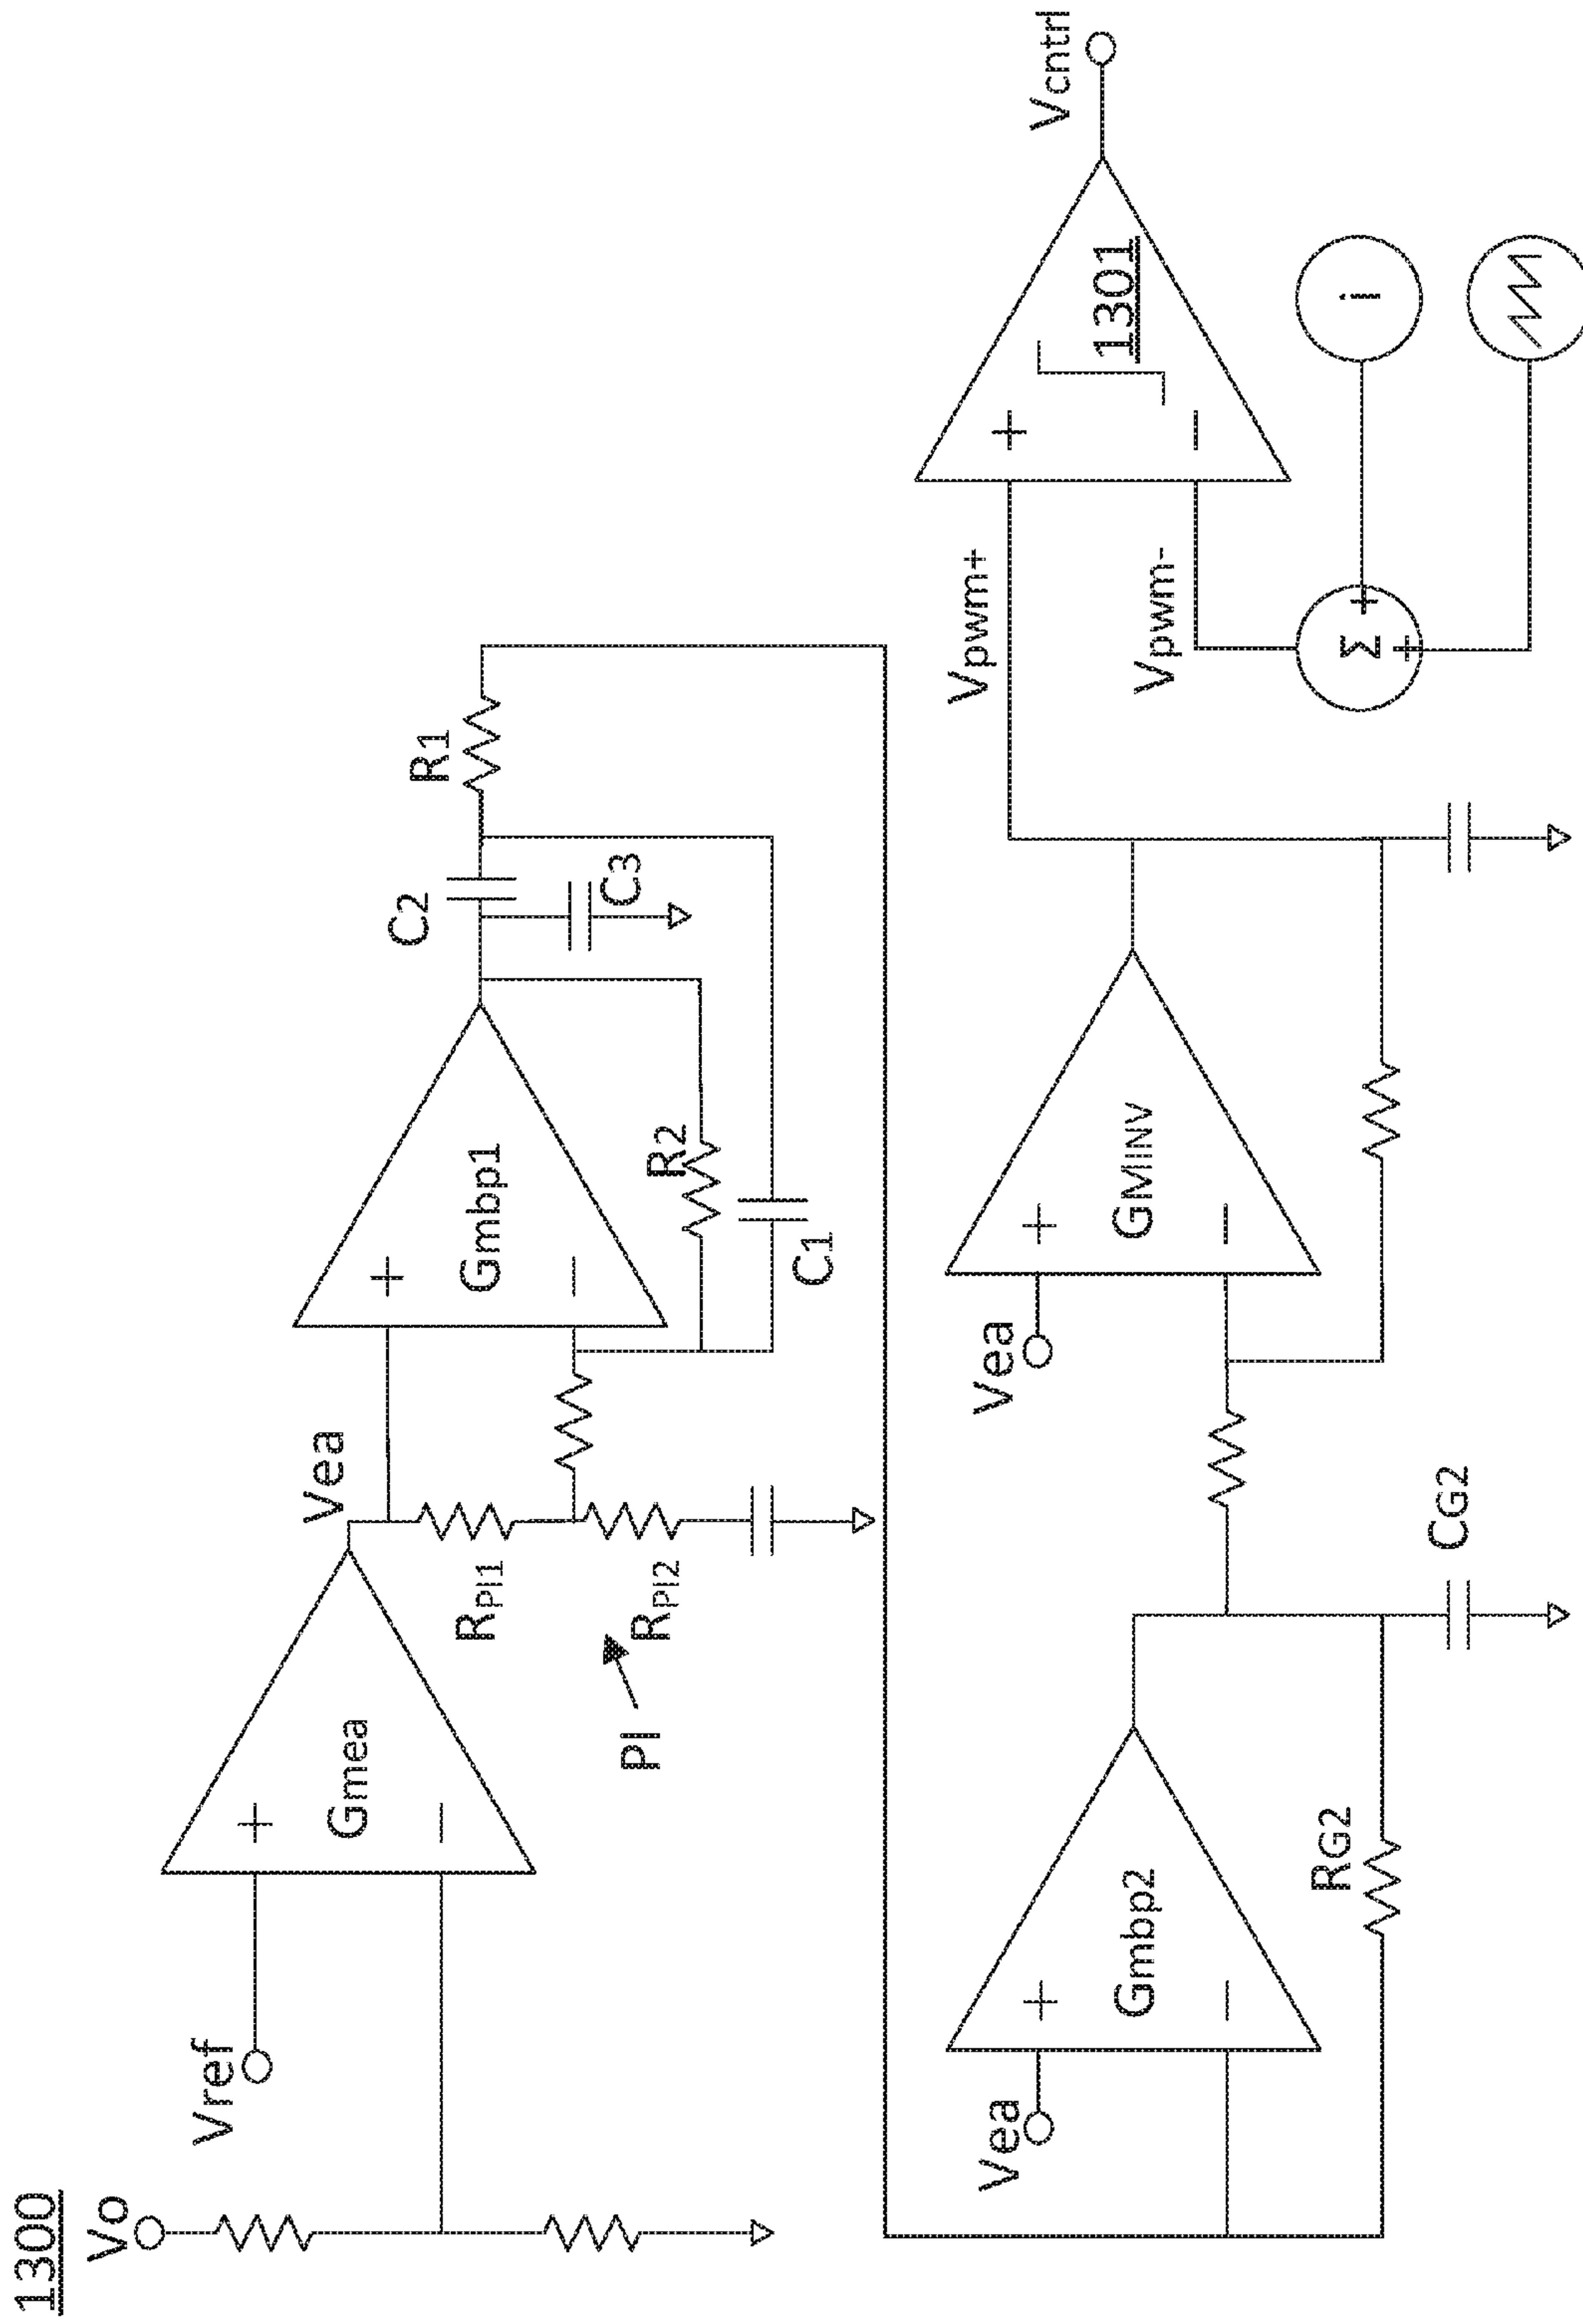 1300
Vo
Vref
+
−
Gmea
Vea
RPI1
RPI2
PI
+
−
Gmbp1
R2
C1
C2
C3
R1
Vea
+
−
Gmbp2
RG2
CG2
Vea
+
−
GMINV
Vpwm+
Vpwm-
+
−
1301
Vcntrl
Σ
+
+
i